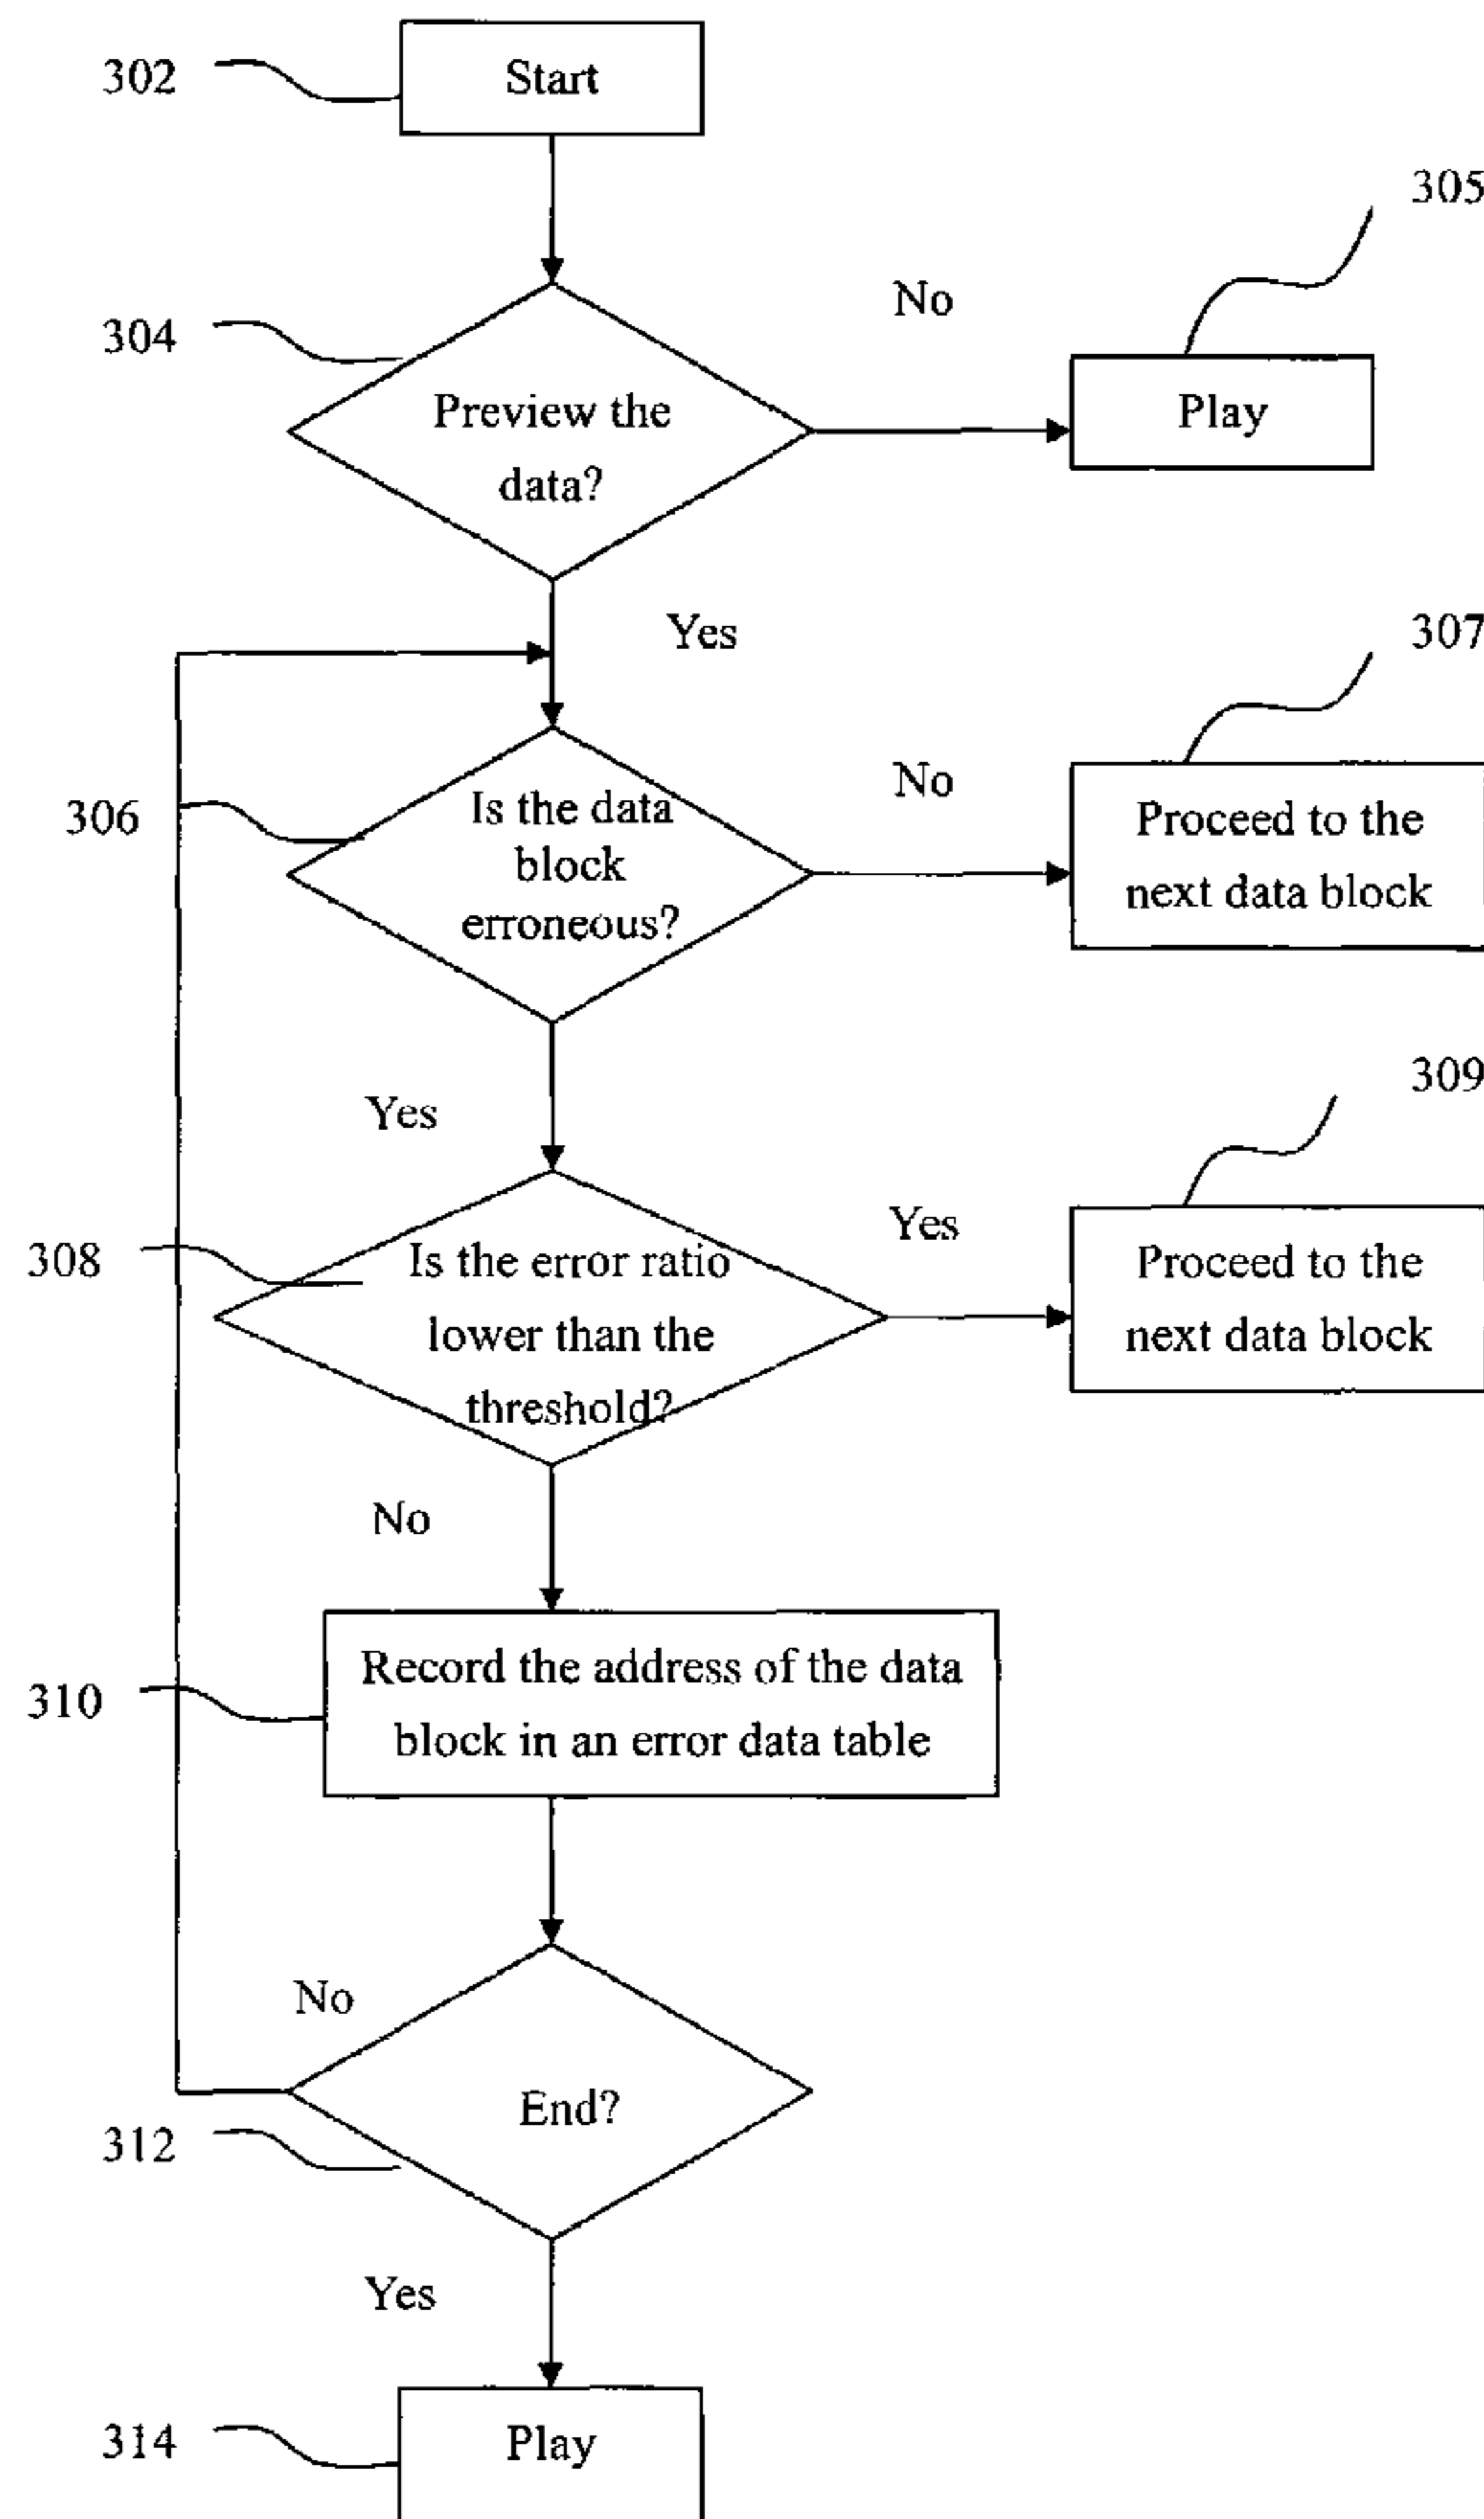 302
Start
305
No
304
Preview the
data?
Play
Yes
307
No
306
Is the data
block
erroneous?
Proceed to the
next data block
309
Yes
Yes
308
Is the error ratio
lower than the
threshold?
Proceed to the
next data block
No
310
Record the address of the data
block in an error data table
No
End?
312
Yes
314
Play